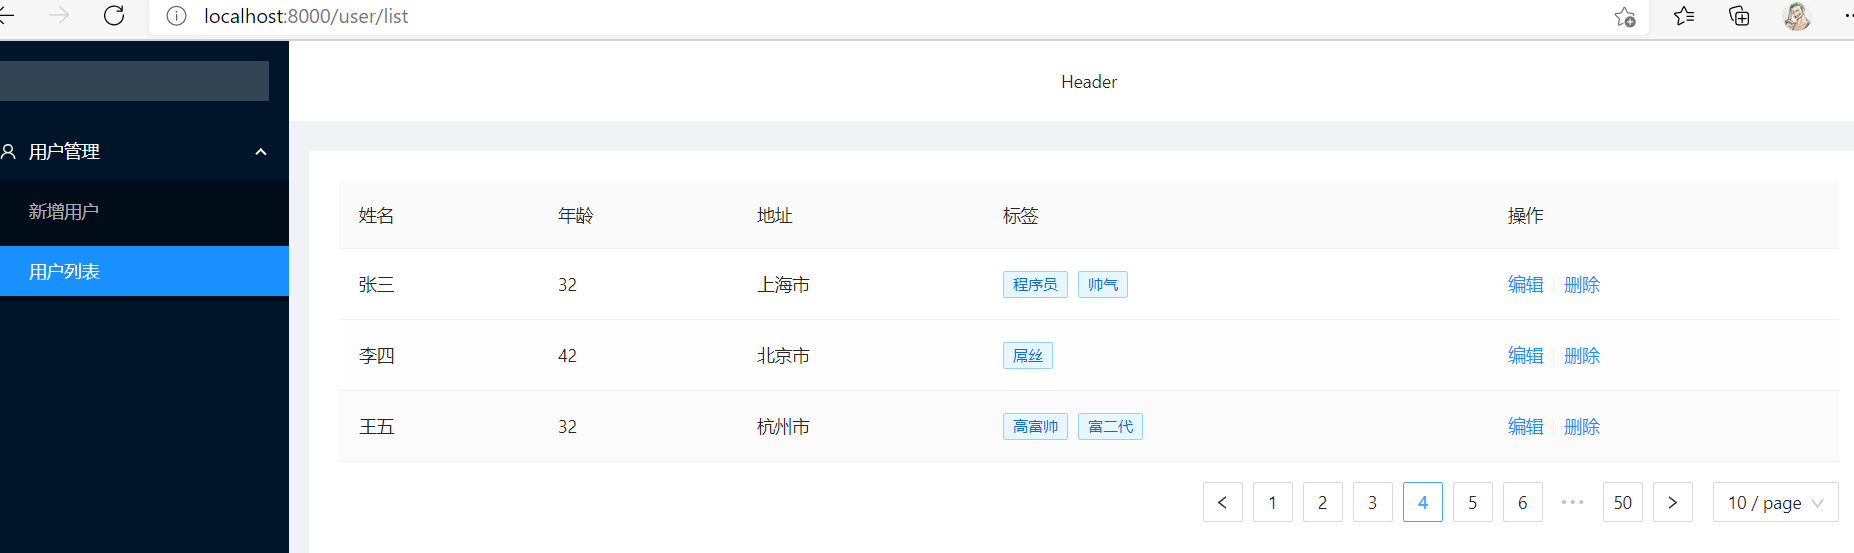 localhost:8000/user/list
Header
用户管理
新增用户
用户列表
姓名 年龄 地址 标签 操作
张三 32 上海市 程序员 帅气 编辑 删除
李四 42 北京市 屌丝 编辑 删除
王五 32 杭州市 高富帅 富二代 编辑 删除
1 2 3 4 5 6 ••• 50 10 / page